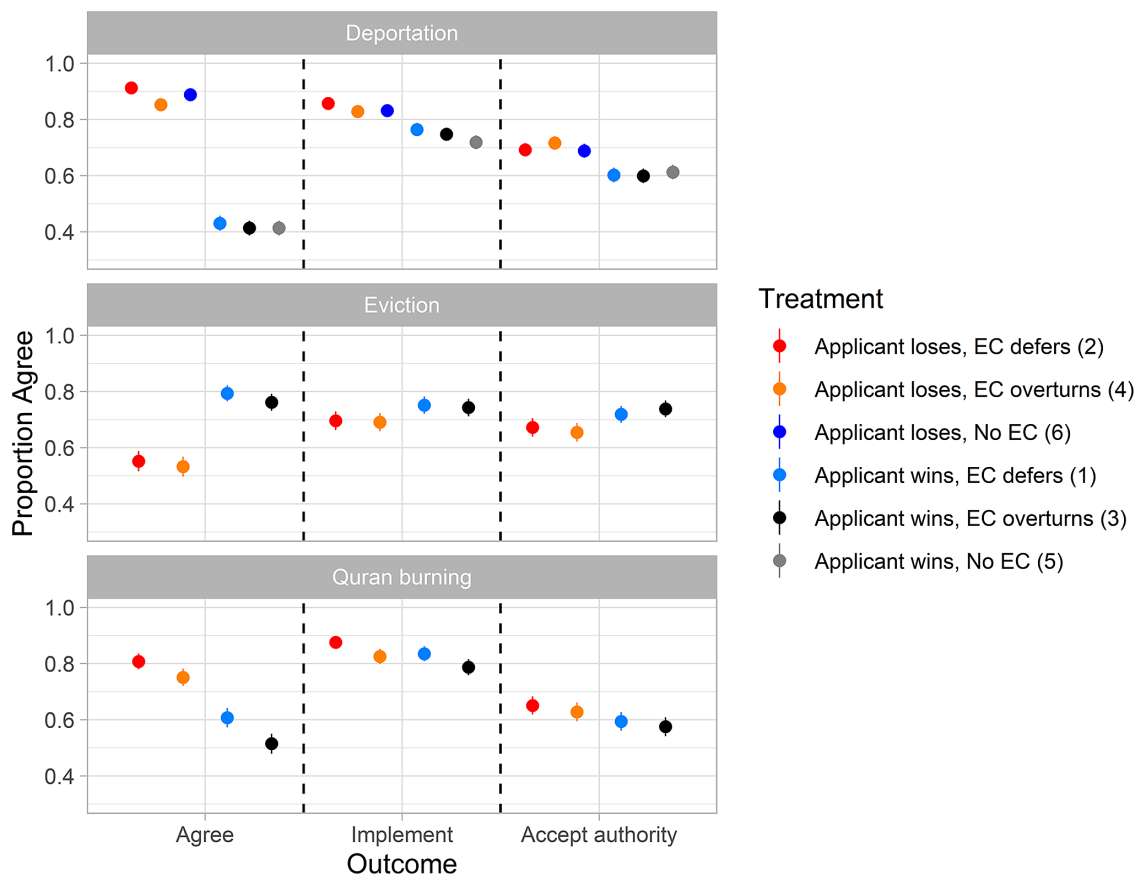 Deportation
1.0
0.8
0.6
0.4
Eviction
1.0
0.8
0.6
0.4
Quran burning
1.0
0.8
0.6
0.4
Proportion Agree
Agree
Implement
Accept authority
Outcome
Treatment
Applicant loses, EC defers (2)
Applicant loses, EC overturns (4)
Applicant loses, No EC (6)
Applicant wins, EC defers (1)
Applicant wins, EC overturns (3)
Applicant wins, No EC (5)